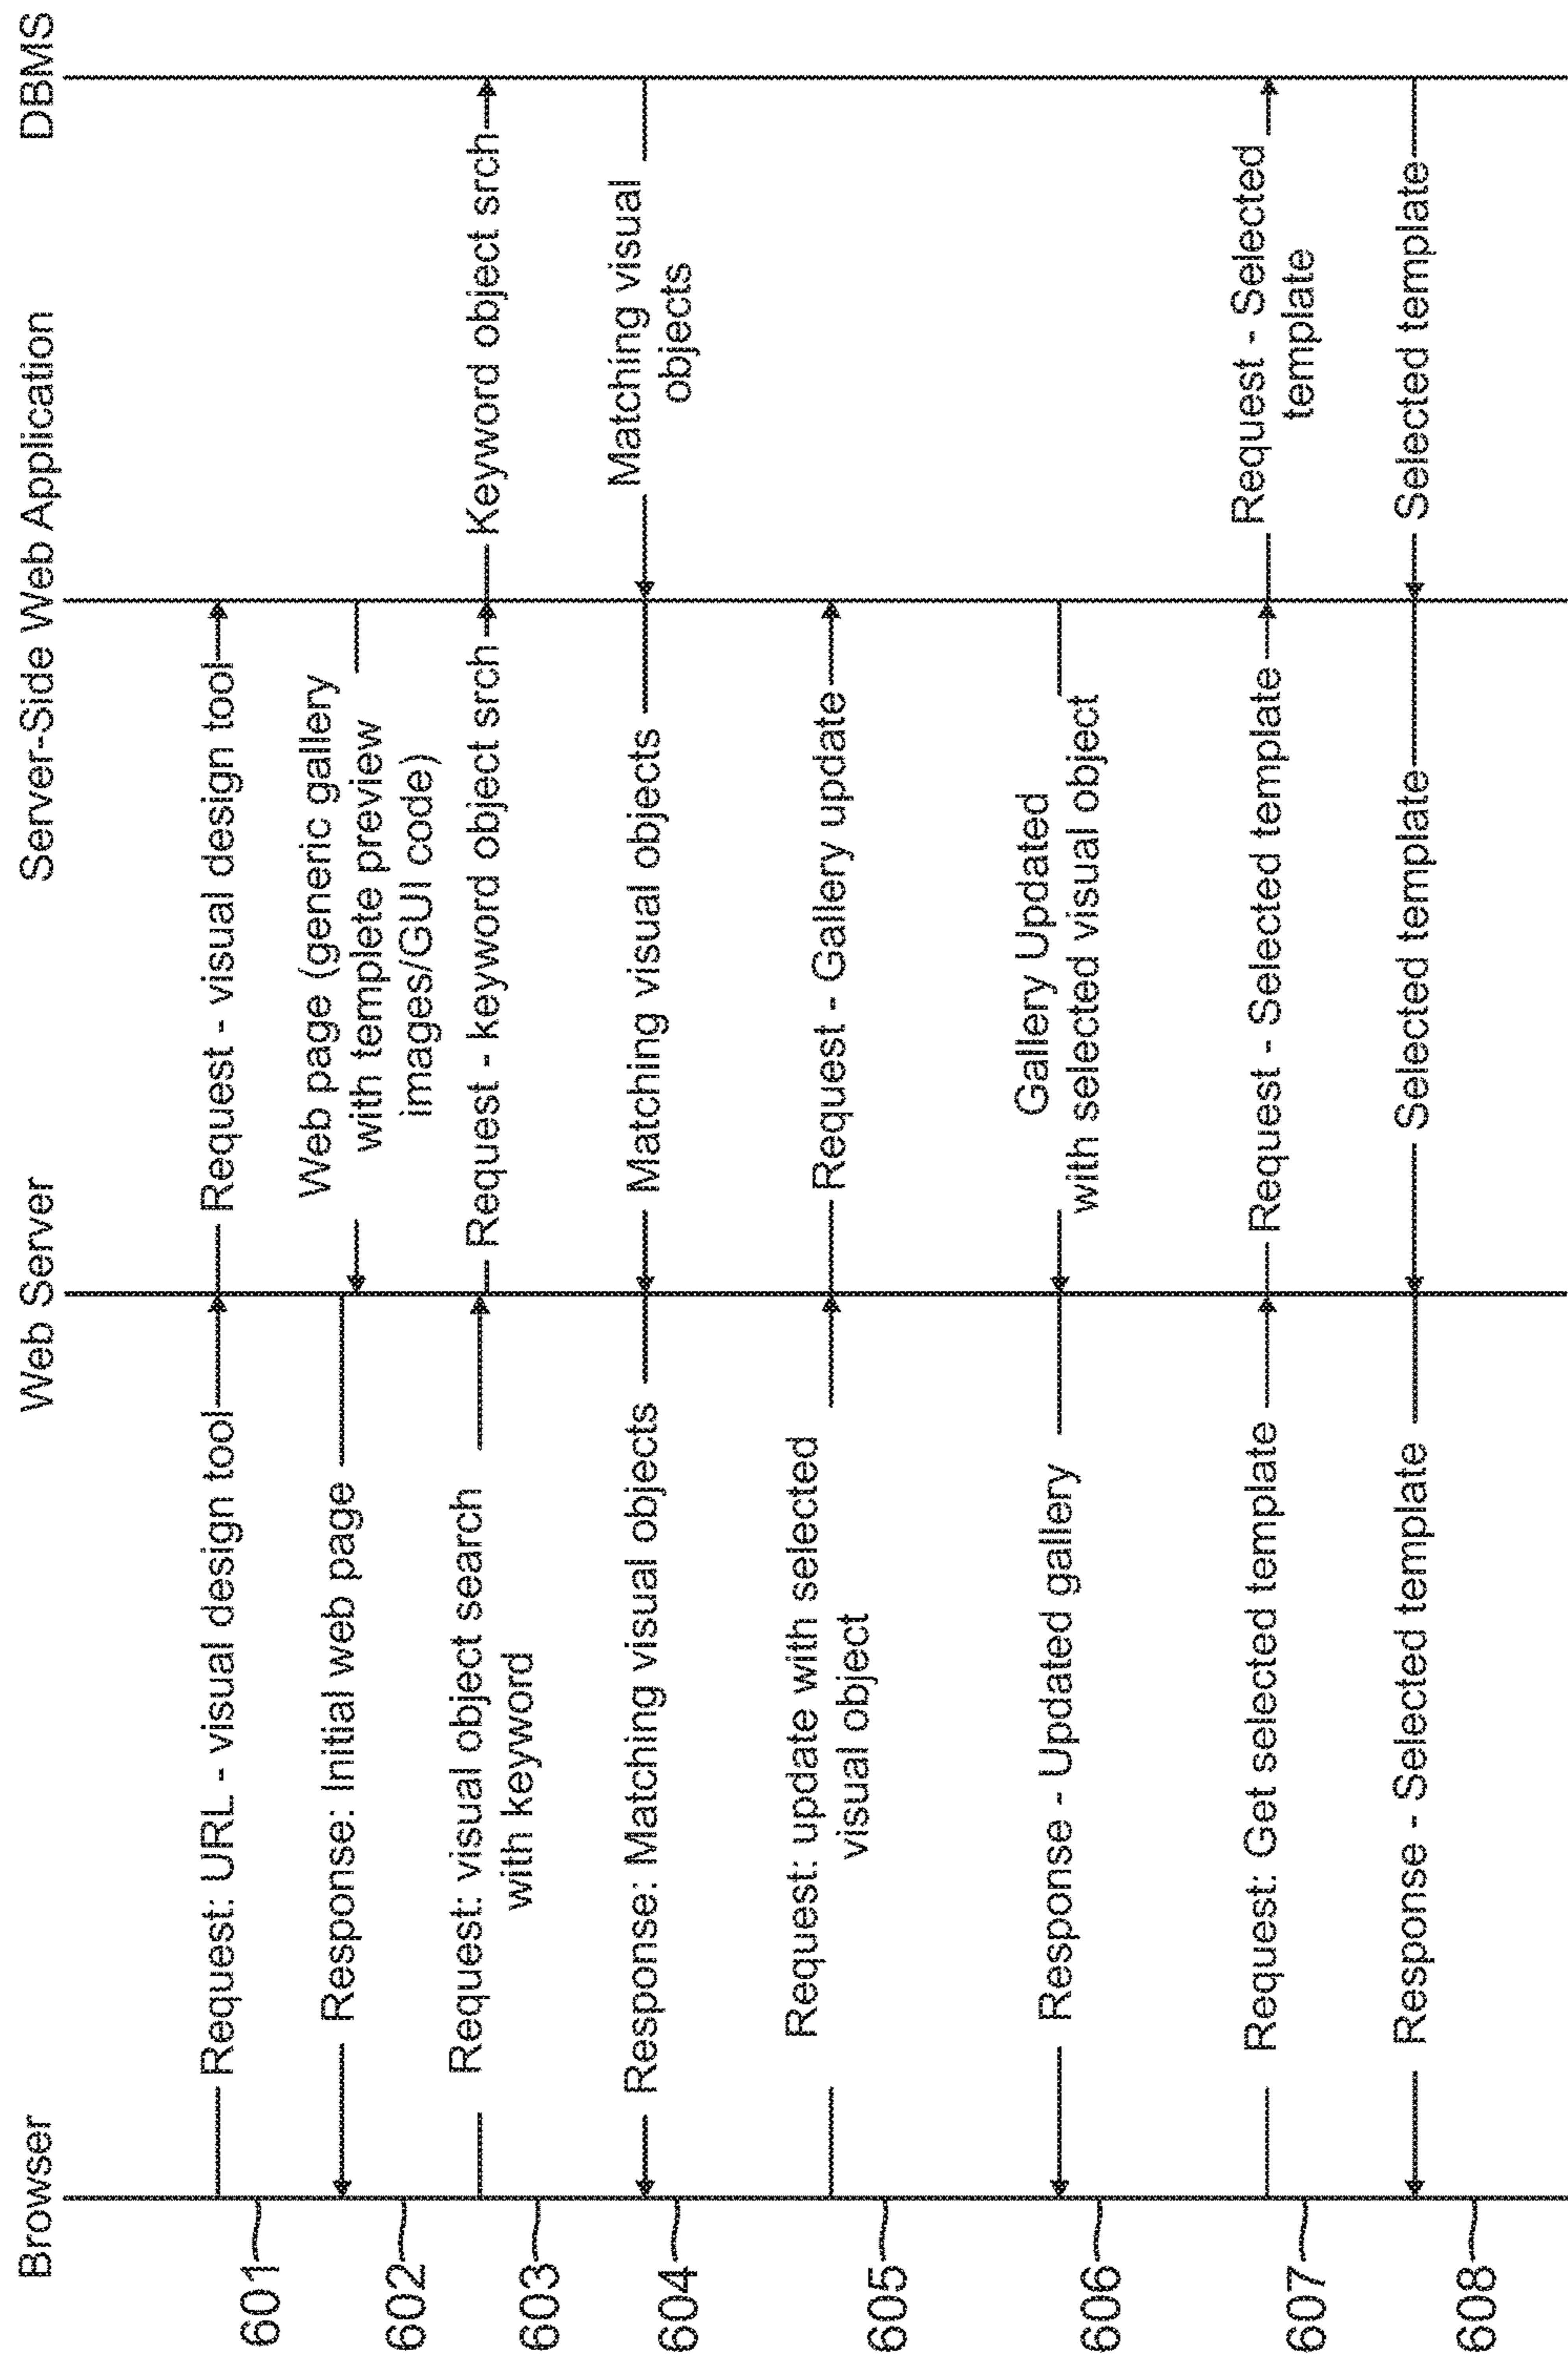 Browser
Web Server
Server-Side Web Application
DBMS
601
Request: URL - visual design tool
Request - visual design tool
602
Response: Initial web page
Web page (generic gallery
with templete preview
images/GUI code)
603
Request: visual object search
with keyword
Request - keyword object srch
Keyword object srch
604
Response: Matching visual objects
Matching visual objects
Matching visual
objects
605
Request: update with selected
visual object
Request - Gallery update
606
Response - Updated gallery
Gallery Updated
with selected visual object
607
Request: Get selected template
Request - Selected template
Request - Selected
template
608
Response - Selected template
Selected template
Selected template